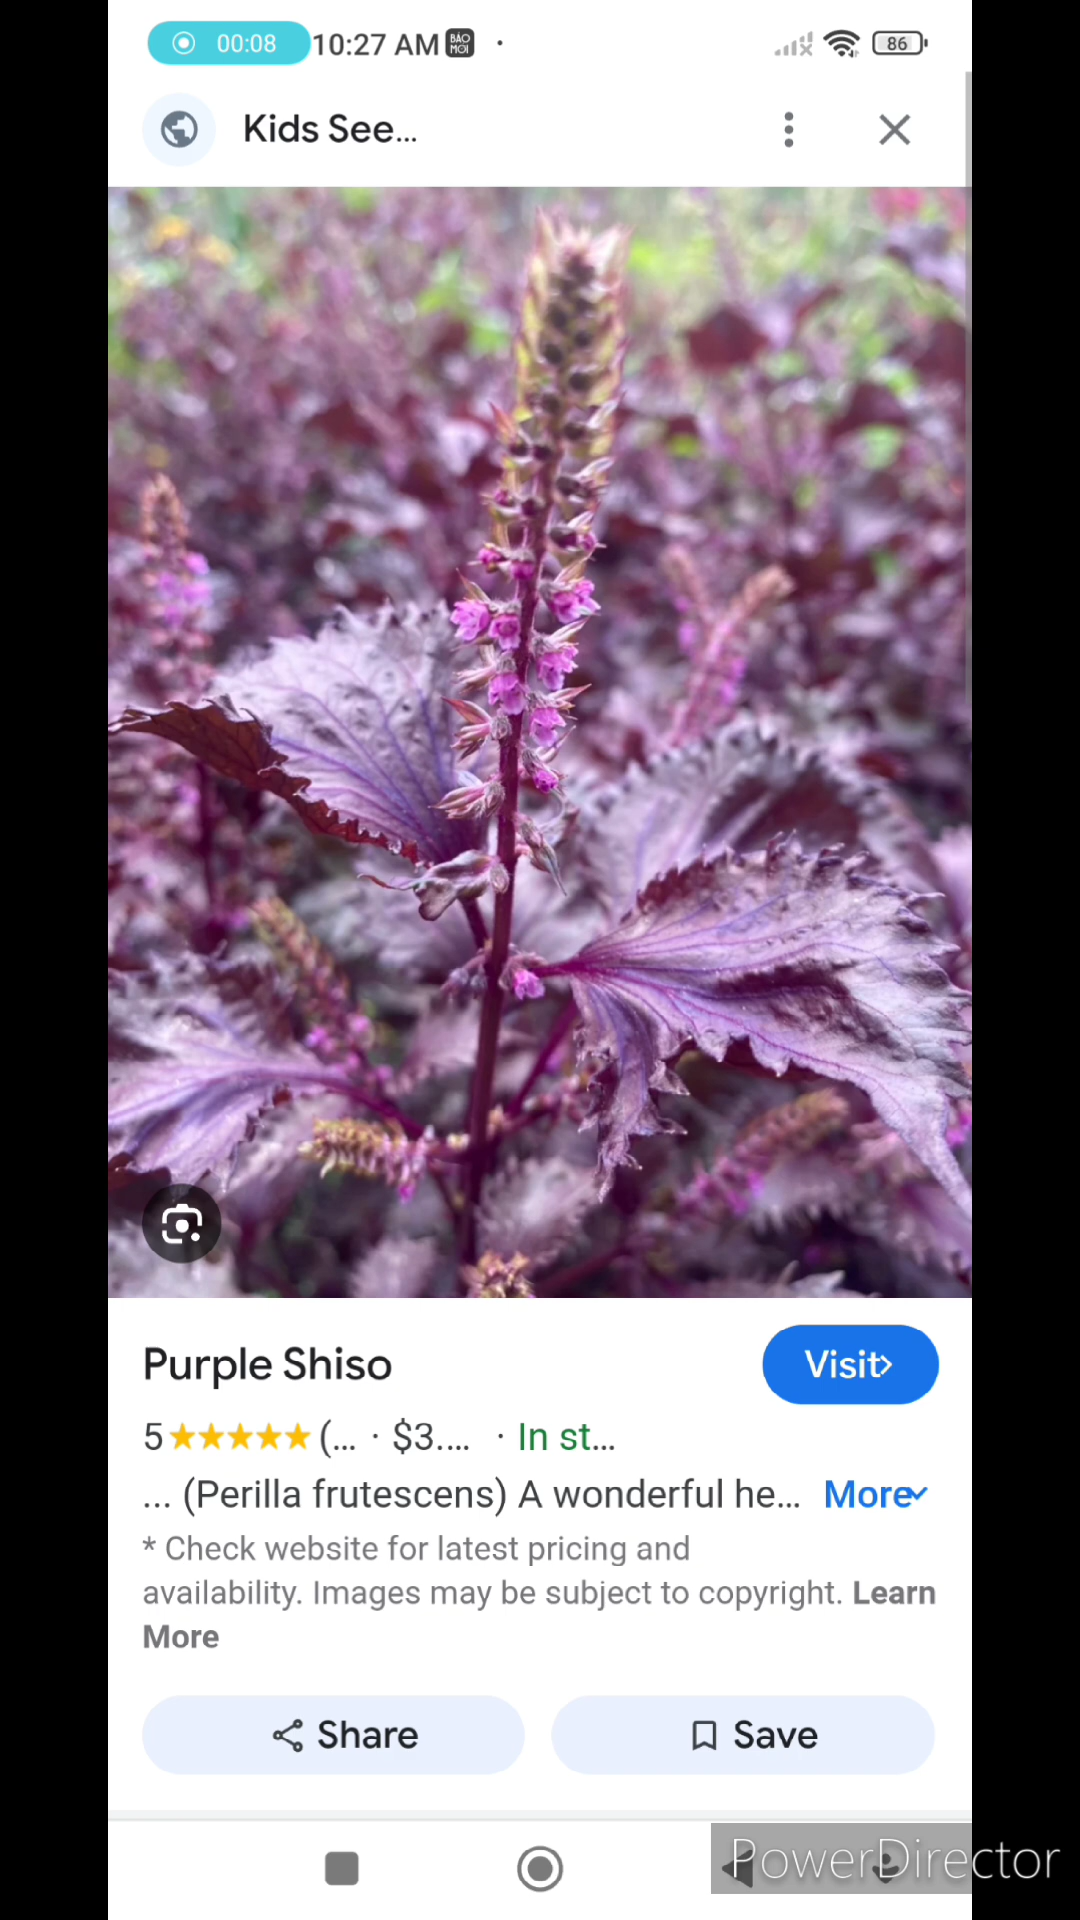 00:08 10:27 AM BÁO MỚI · 86
Kids See...
Purple Shiso
Visit
5 (... · $3.... · In st...
... (Perilla frutescens) A wonderful he... More
* Check website for latest pricing and
availability. Images may be subject to copyright. Learn
More
Share Save
PowerDirector